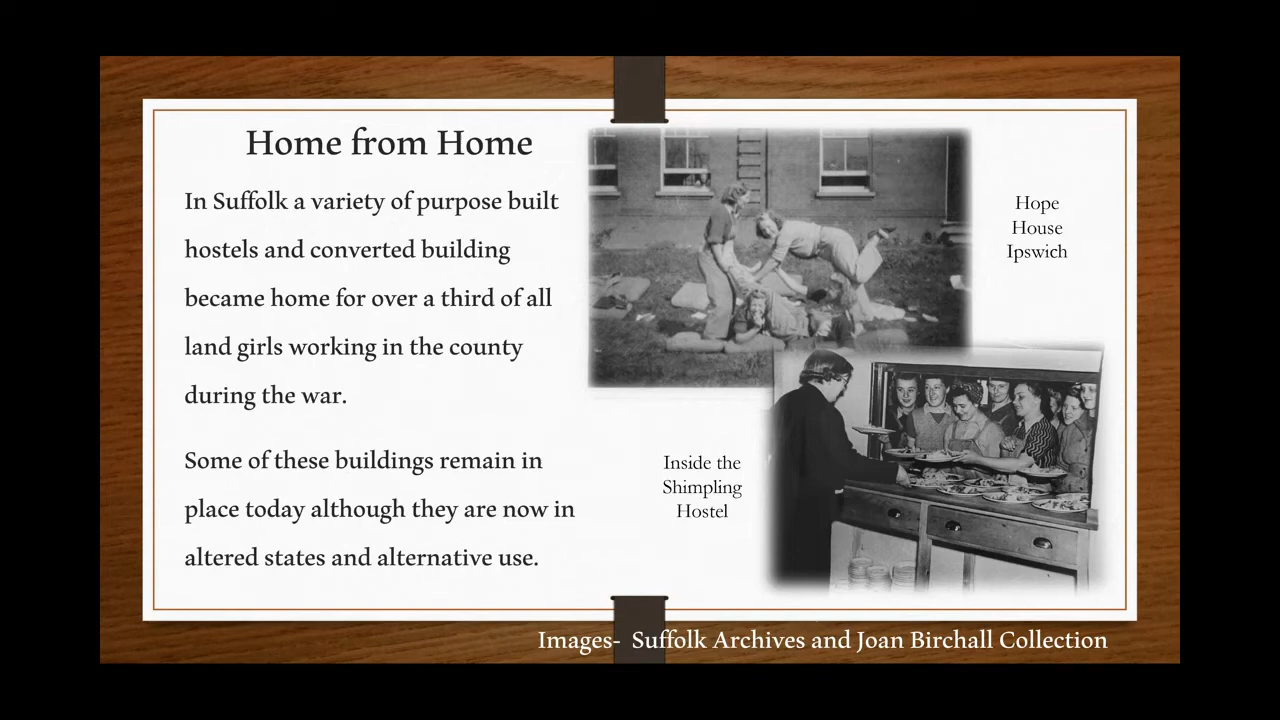 Home from Home
In Suffolk a variety of purpose built
hostels and converted building
became home for over a third of all
land girls working in the county
during the war.
Some of these buildings remain in
place today although they are now in
altered states and alternative use.
Hope
House
Ipswich
Inside the
Shimpling
Hostel
Images-  Suffolk Archives and Joan Birchall Collection